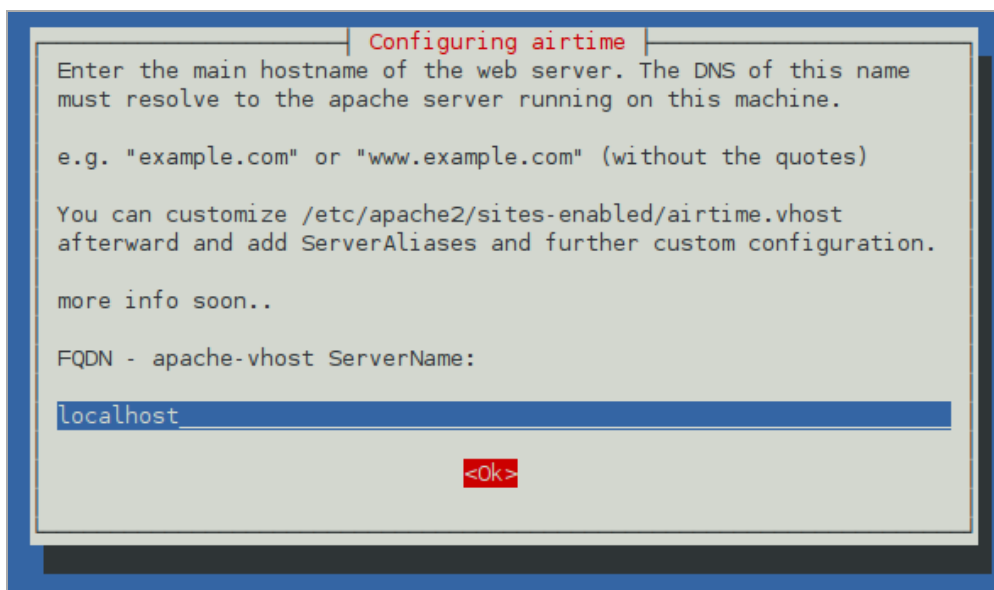 Configuring airtime
Enter the main hostname of the web server. The DNS of this name
must resolve to the apache server running on this machine.
e.g. "example.com" or "www.example.com" (without the quotes)
You can customize /etc/apache2/sites-enabled/airtime.vhost
afterward and add ServerAliases and further custom configuration.
more info soon..
FQDN - apache-vhost ServerName:
localhost
<Ok>